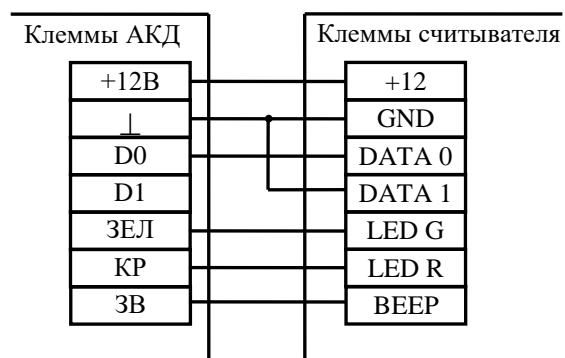 Клеммы АКД
Клеммы считывателя
+12В
+12
⊥
GND
D0
DATA 0
D1
DATA 1
ЗЕЛ
LED G
КР
LED R
ЗВ
BEEP